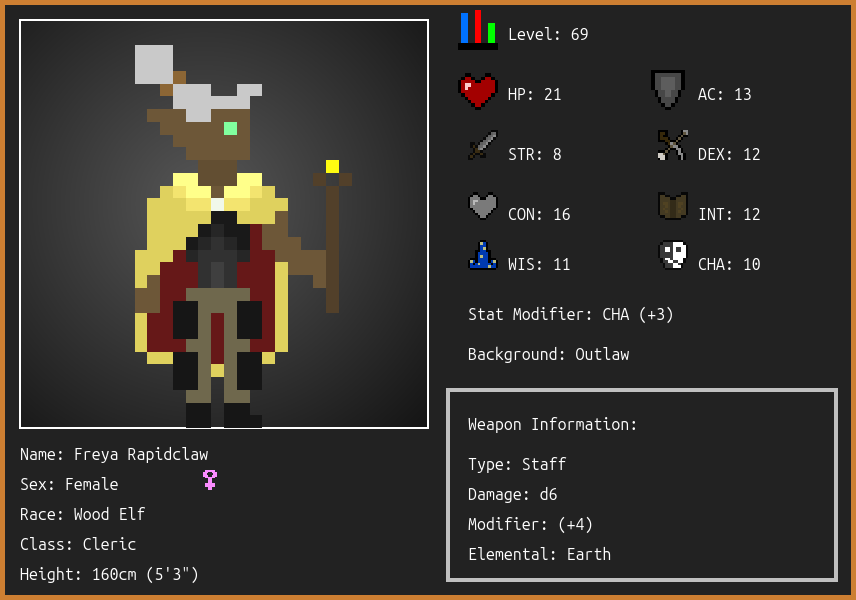 Level: 69
HP: 21
AC: 13
STR: 8
DEX: 12
CON: 16
INT: 12
WIS: 11
CHA: 10
Stat Modifier: CHA (+3)
Background: Outlaw
Weapon Information:
Type: Staff
Damage: d6
Modifier: (+4)
Elemental: Earth
Name: Freya Rapidclaw
Sex: Female
Race: Wood Elf
Class: Cleric
Height: 160cm (5'3")